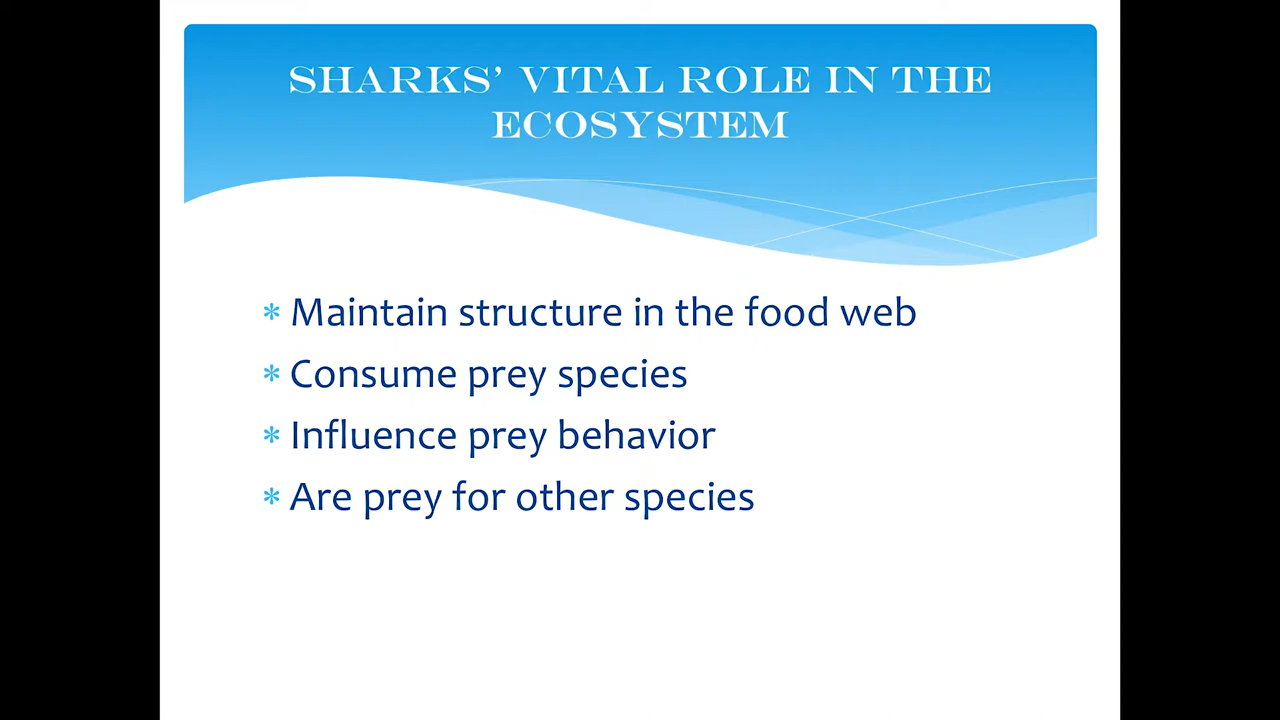 SHARKS’ VITAL ROLE IN THE
ECOSYSTEM
* Maintain structure in the food web
* Consume prey species
* Influence prey behavior
* Are prey for other species